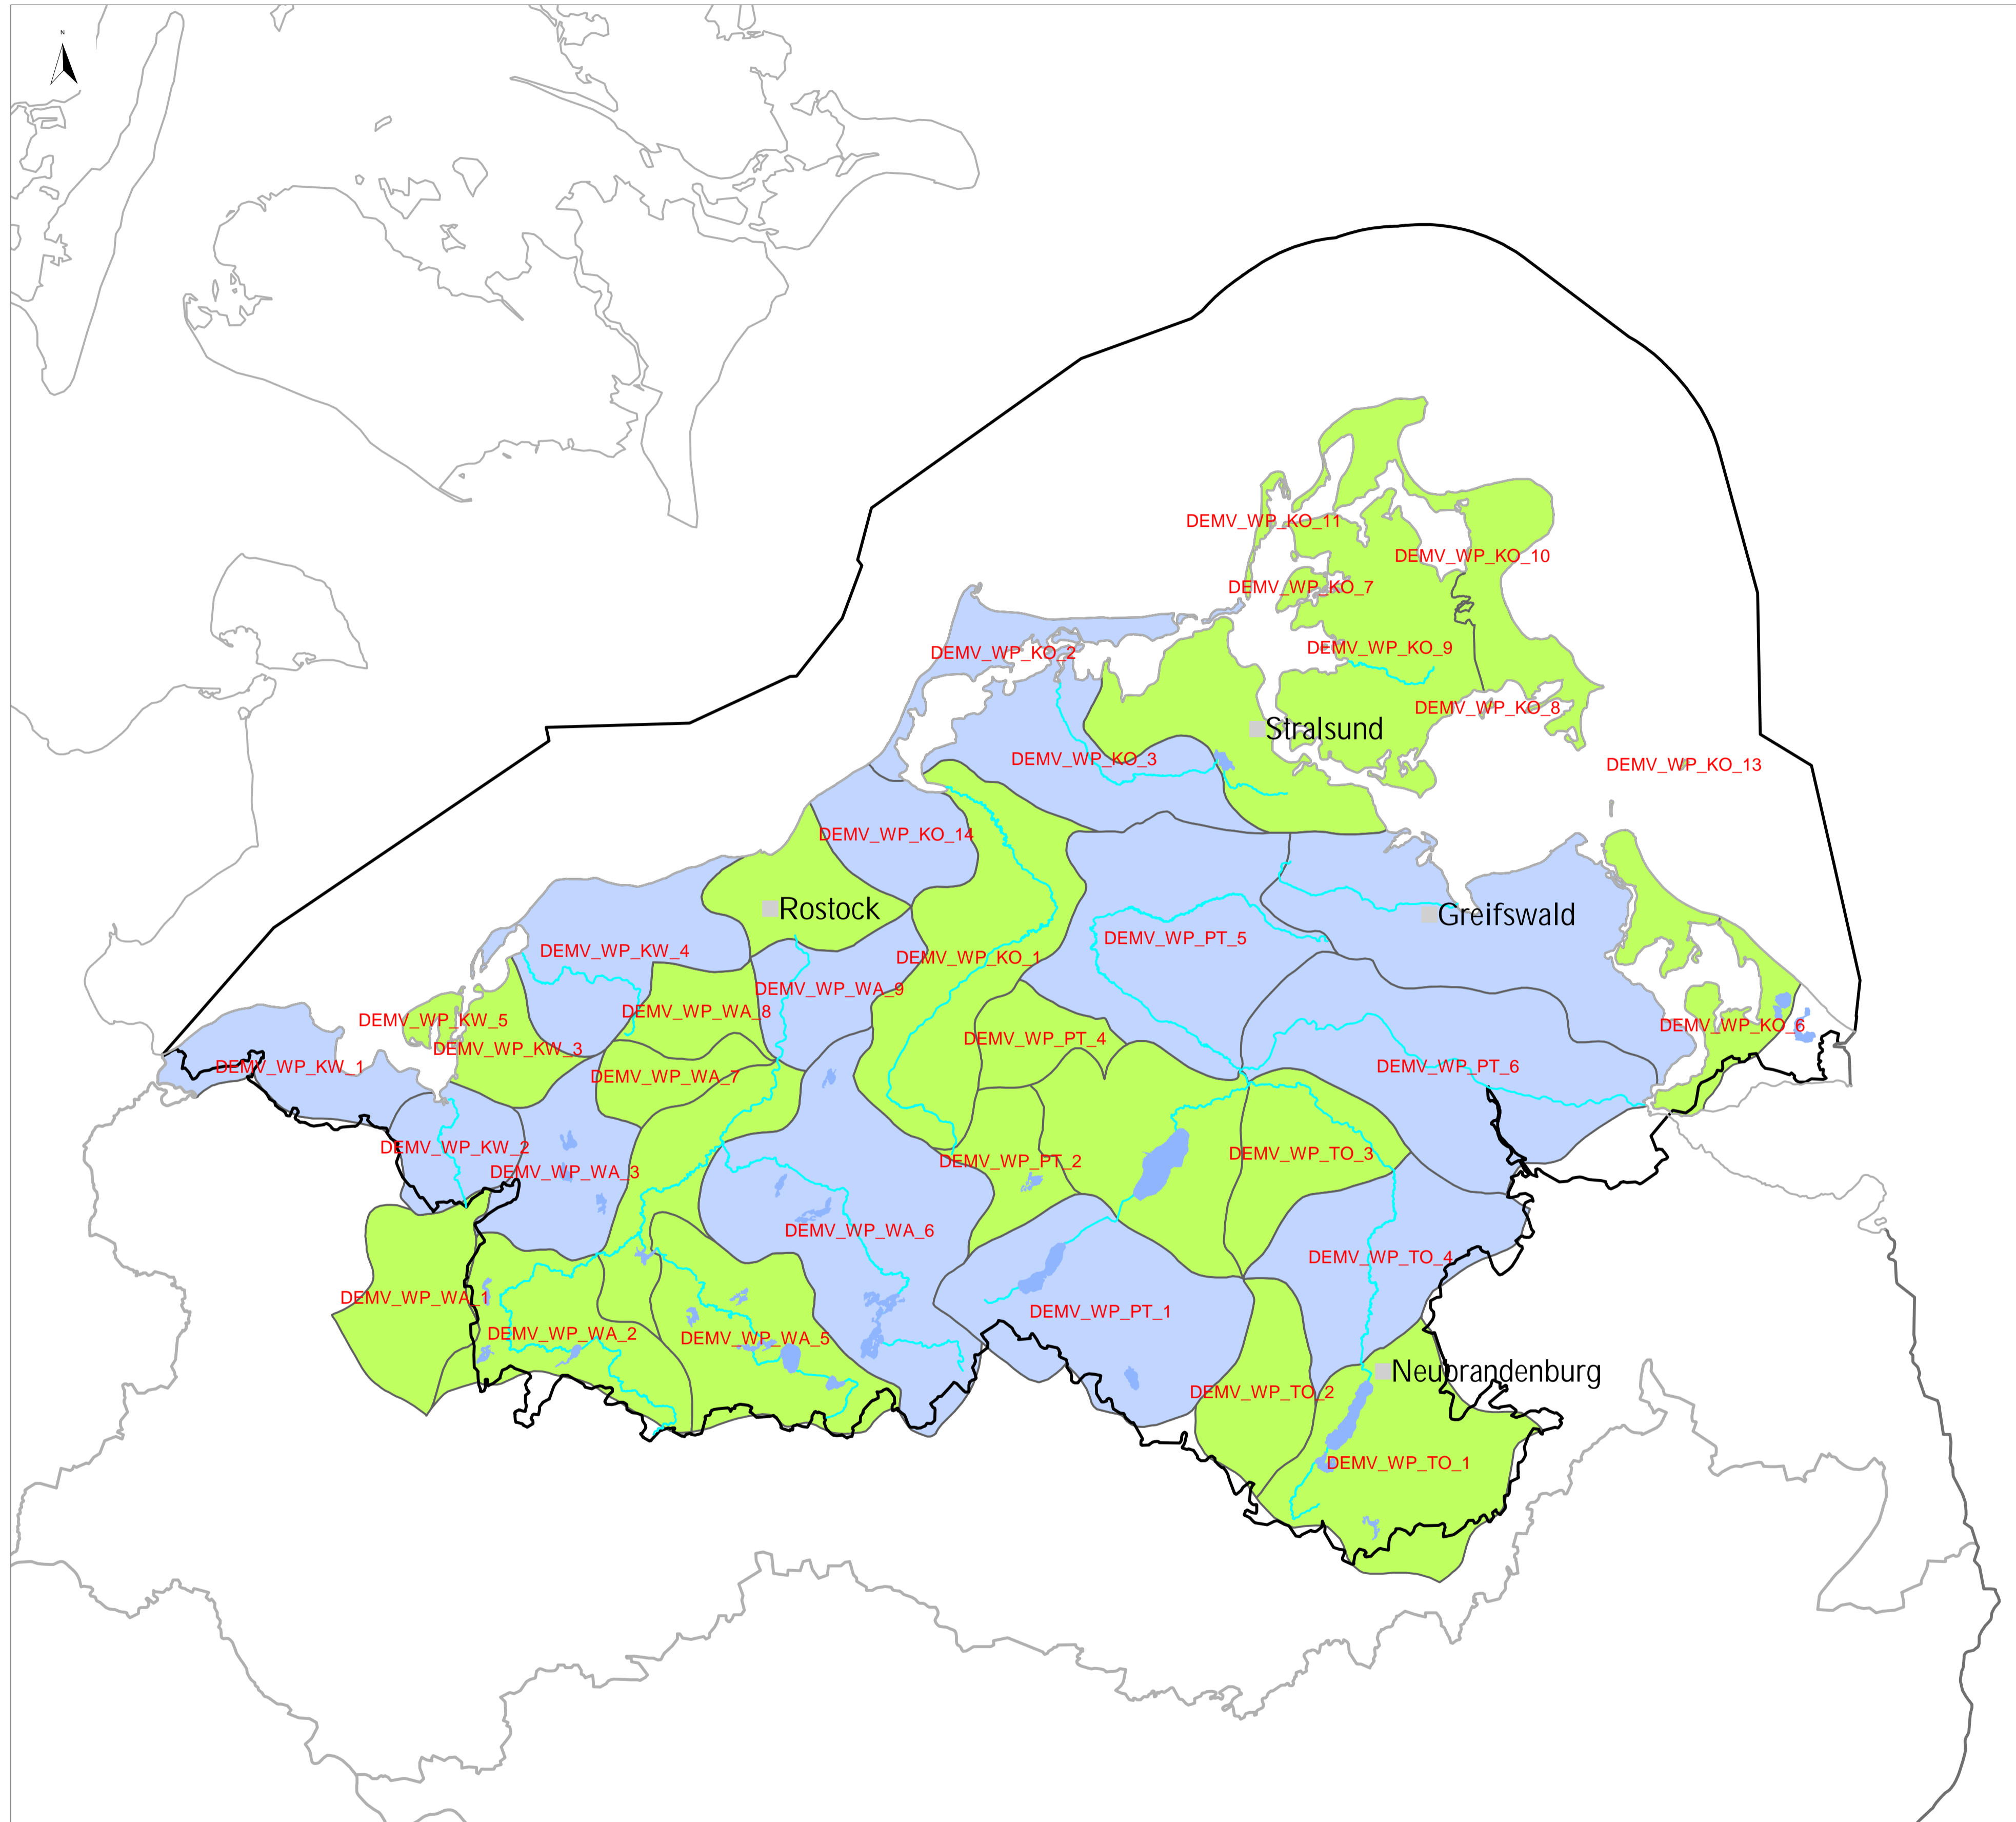 N
DEMV_WP_KO_11
DEMV_WP_KO_10
DEMV_WP_KO_7
DEMV_WP_KO_9
DEMV_WP_KO_2
DEMV_WP_KO_8
Stralsund
DEMV_WP_KO_3
DEMV_WP_KO_13
DEMV_WP_KO_14
Rostock
Greifswald
DEMV_WP_PT_5
DEMV_WP_KW_4
DEMV_WP_KO_1
DEMV_WP_WA_9
DEMV_WP_WA_8
DEMV_WP_KW_5
DEMV_WP_KO_6
DEMV_WP_PT_4
DEMV_WP_KW_3
DEMV_WP_KW_1
DEMV_WP_PT_6
DEMV_WP_WA_7
DEMV_WP_KW_2
DEMV_WP_TO_3
DEMV_WP_PT_2
DEMV_WP_WA_3
DEMV_WP_WA_6
DEMV_WP_TO_4
DEMV_WP_WA_1
DEMV_WP_PT_1
DEMV_WP_WA_2
DEMV_WP_WA_5
Neubrandenburg
DEMV_WP_TO_2
DEMV_WP_TO_1